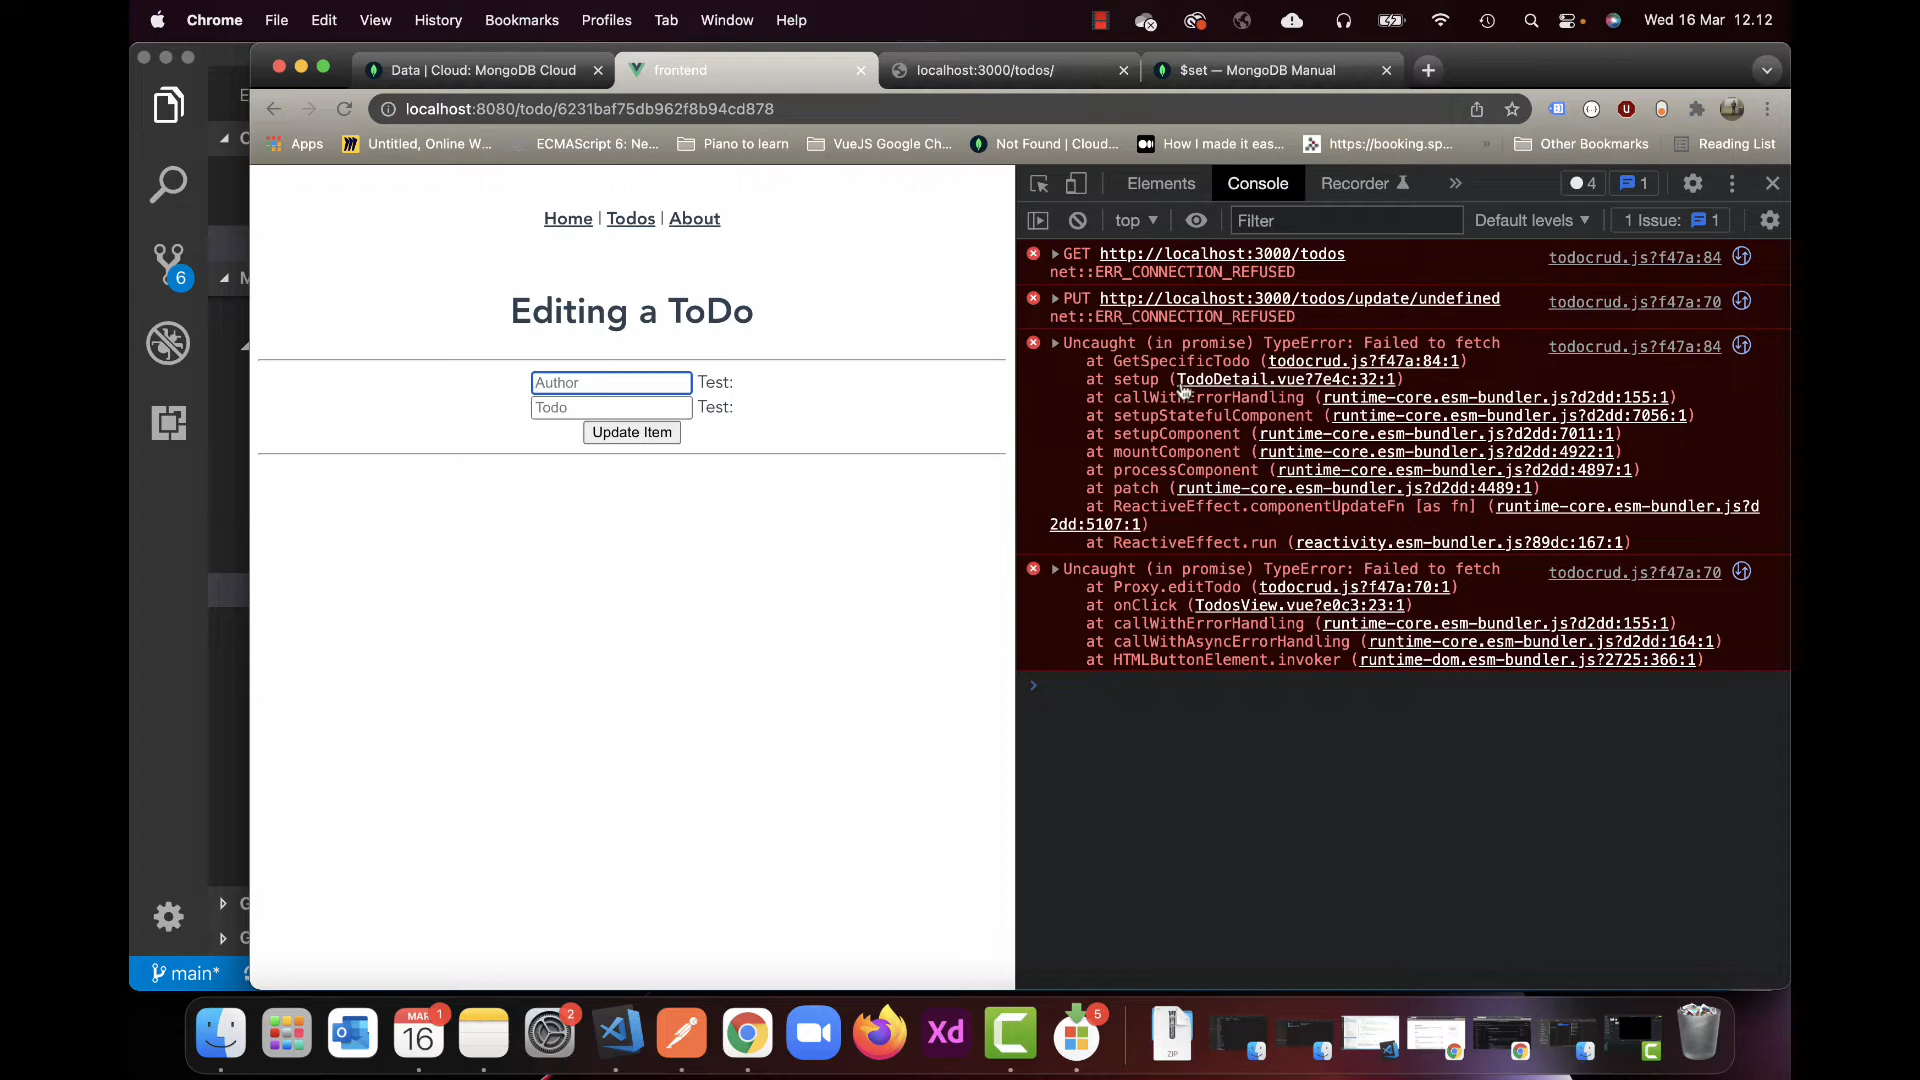 Chrome File Edit View History Bookmarks Profiles Tab Window Help Wed 16 Mar 12.12
Data | Cloud: MongoDB Cloud frontend localhost:3000/todos/ $set — MongoDB Manual
localhost:8080/todo/6231baf75db962f8b94cd878
Apps Untitled, Online W... ECMAScript 6: Ne... Piano to learn VueJS Google Ch... Not Found | Cloud... How I made it eas... https://booking.sp... » Other Bookmarks Reading List
Home | Todos | About
Editing a ToDo
Author Test:
Todo Test:
Update Item
Elements Console Recorder » 4 1
top Filter Default levels 1 Issue: 1
GET http://localhost:3000/todos todocrud.js?f47a:84
net::ERR_CONNECTION_REFUSED
PUT http://localhost:3000/todos/update/undefined todocrud.js?f47a:70
net::ERR_CONNECTION_REFUSED
Uncaught (in promise) TypeError: Failed to fetch todocrud.js?f47a:84
at GetSpecificTodo (todocrud.js?f47a:84:1)
at setup (TodoDetail.vue?7e4c:32:1)
at callWithErrorHandling (runtime-core.esm-bundler.js?d2dd:155:1)
at setupStatefulComponent (runtime-core.esm-bundler.js?d2dd:7056:1)
at setupComponent (runtime-core.esm-bundler.js?d2dd:7011:1)
at mountComponent (runtime-core.esm-bundler.js?d2dd:4922:1)
at processComponent (runtime-core.esm-bundler.js?d2dd:4897:1)
at patch (runtime-core.esm-bundler.js?d2dd:4489:1)
at ReactiveEffect.componentUpdateFn [as fn] (runtime-core.esm-bundler.js?d
2dd:5107:1)
at ReactiveEffect.run (reactivity.esm-bundler.js?89dc:167:1)
Uncaught (in promise) TypeError: Failed to fetch todocrud.js?f47a:70
at Proxy.editTodo (todocrud.js?f47a:70:1)
at onClick (TodosView.vue?e0c3:23:1)
at callWithErrorHandling (runtime-core.esm-bundler.js?d2dd:155:1)
at callWithAsyncErrorHandling (runtime-core.esm-bundler.js?d2dd:164:1)
at HTMLButtonElement.invoker (runtime-dom.esm-bundler.js?2725:366:1)
6
main*
MAR
16
1
2
Xd
5
ZIP